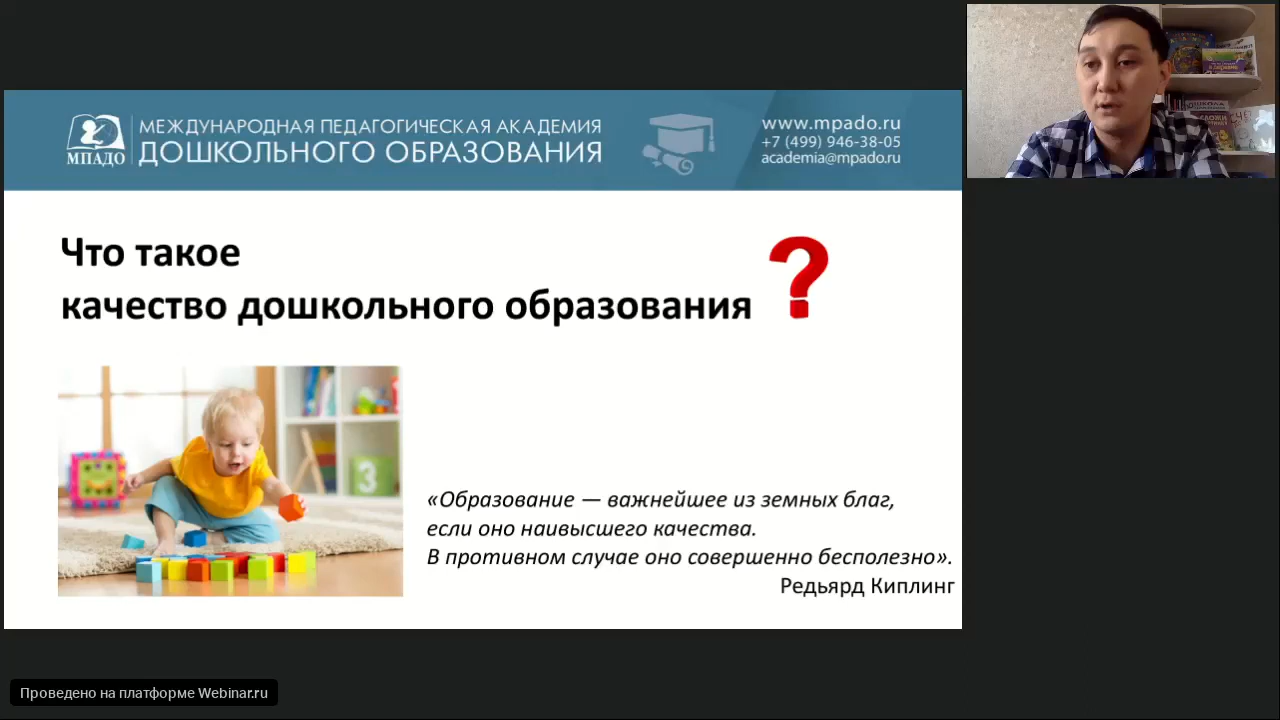 МПАДО
МЕЖДУНАРОДНАЯ ПЕДАГОГИЧЕСКАЯ АКАДЕМИЯ
ДОШКОЛЬНОГО ОБРАЗОВАНИЯ
www.mpado.ru
+7 (499) 946-38-05
academia@mpado.ru
Что такое
качество дошкольного образования
?
3
«Образование — важнейшее из земных благ,
если оно наивысшего качества.
В противном случае оно совершенно бесполезно».
Редьярд Киплинг
Проведено на платформе Webinar.ru